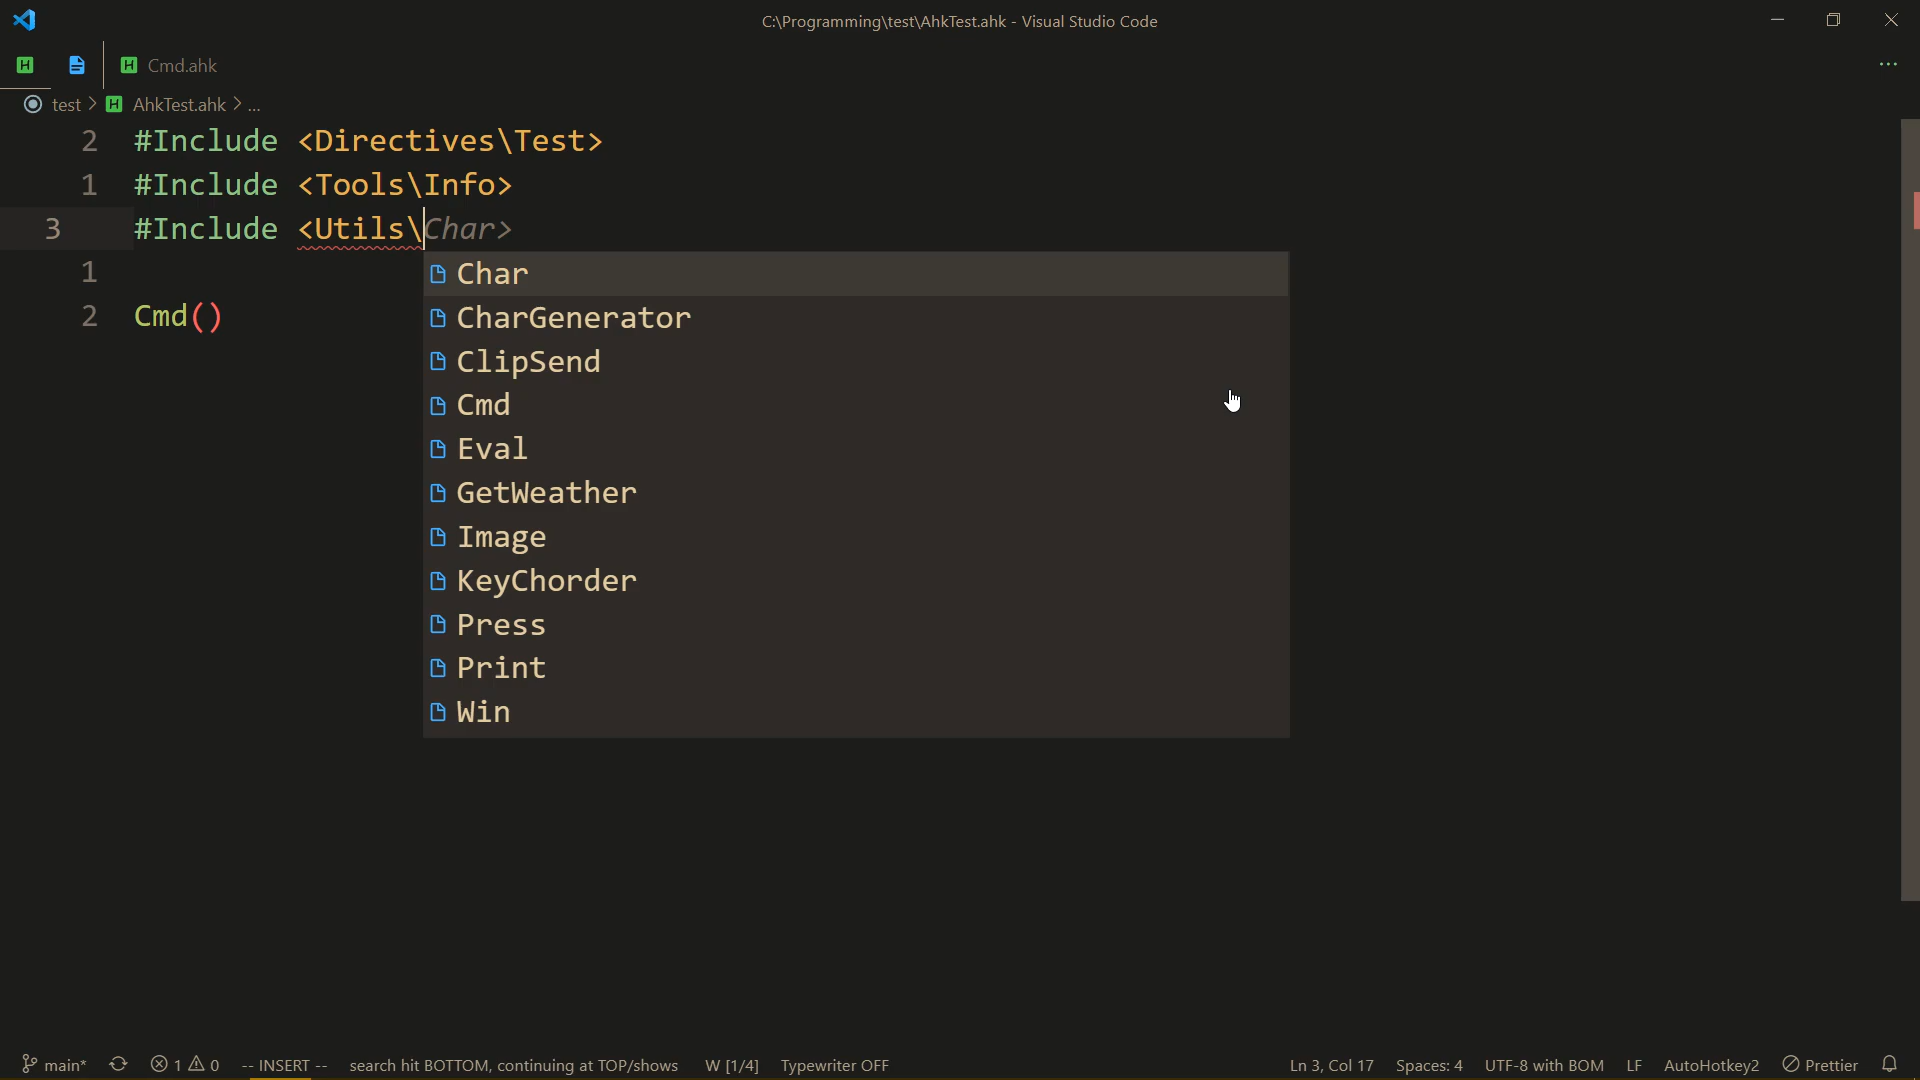 C:\Programming\test\AhkTest.ahk - Visual Studio Code
Cmd.ahk
test > AhkTest.ahk > ...
2 #Include <Directives\Test>
1 #Include <Tools\Info>
3 #Include <Utils\Char>
1
2 Cmd()
Char
CharGenerator
ClipSend
Cmd
Eval
GetWeather
Image
KeyChorder
Press
Print
Win
main* 1 0 -- INSERT -- search hit BOTTOM, continuing at TOP/shows W [1/4] Typewriter OFF Ln 3, Col 17 Spaces: 4 UTF-8 with BOM LF AutoHotkey2 Prettier